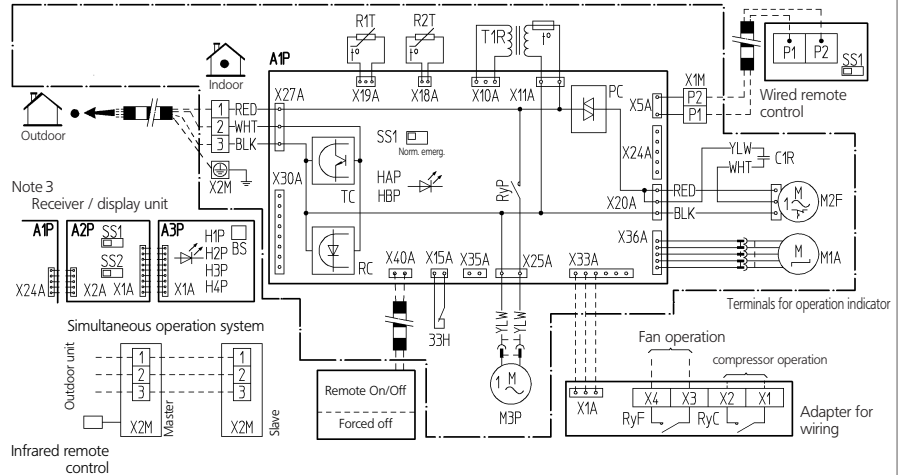 R1T
R2T
T1R
t°
t°
t°
A1P
PC
X1M
P1 P2
SS1
Wired remote
control
Indoor
Outdoor
X27A
X19A
X18A
X10A
X11A
X5A
P2
P1
1 RED
2 WHT
3 BLK
X2M
SS1
Norm. emerg.
X24A
YLW
C1R
WHT
X30A
TC
HAP
HBP
RyP
RED
X20A
BLK
M
1
M2F
Note 3
Receiver / display unit
A1P
A2P
SS1
A3P
H1P
BS
H2P
SS2
H3P
H4P
X24A
X2A
X1A
X1A
RC
X40A
X15A
X35A
X25A
X33A
X36A
M
M1A
Terminals for operation indicator
33H
YLW
YLW
Simultaneous operation system
Outdoor unit
1
2
3
X2M
Master
1
2
3
X2M
Slave
Infrared remote
control
Remote On/Off
Forced off
M
1
M3P
Fan operation
compressor operation
X1A
X4 X3 X2 X1
RyF
RyC
Adapter for
wiring